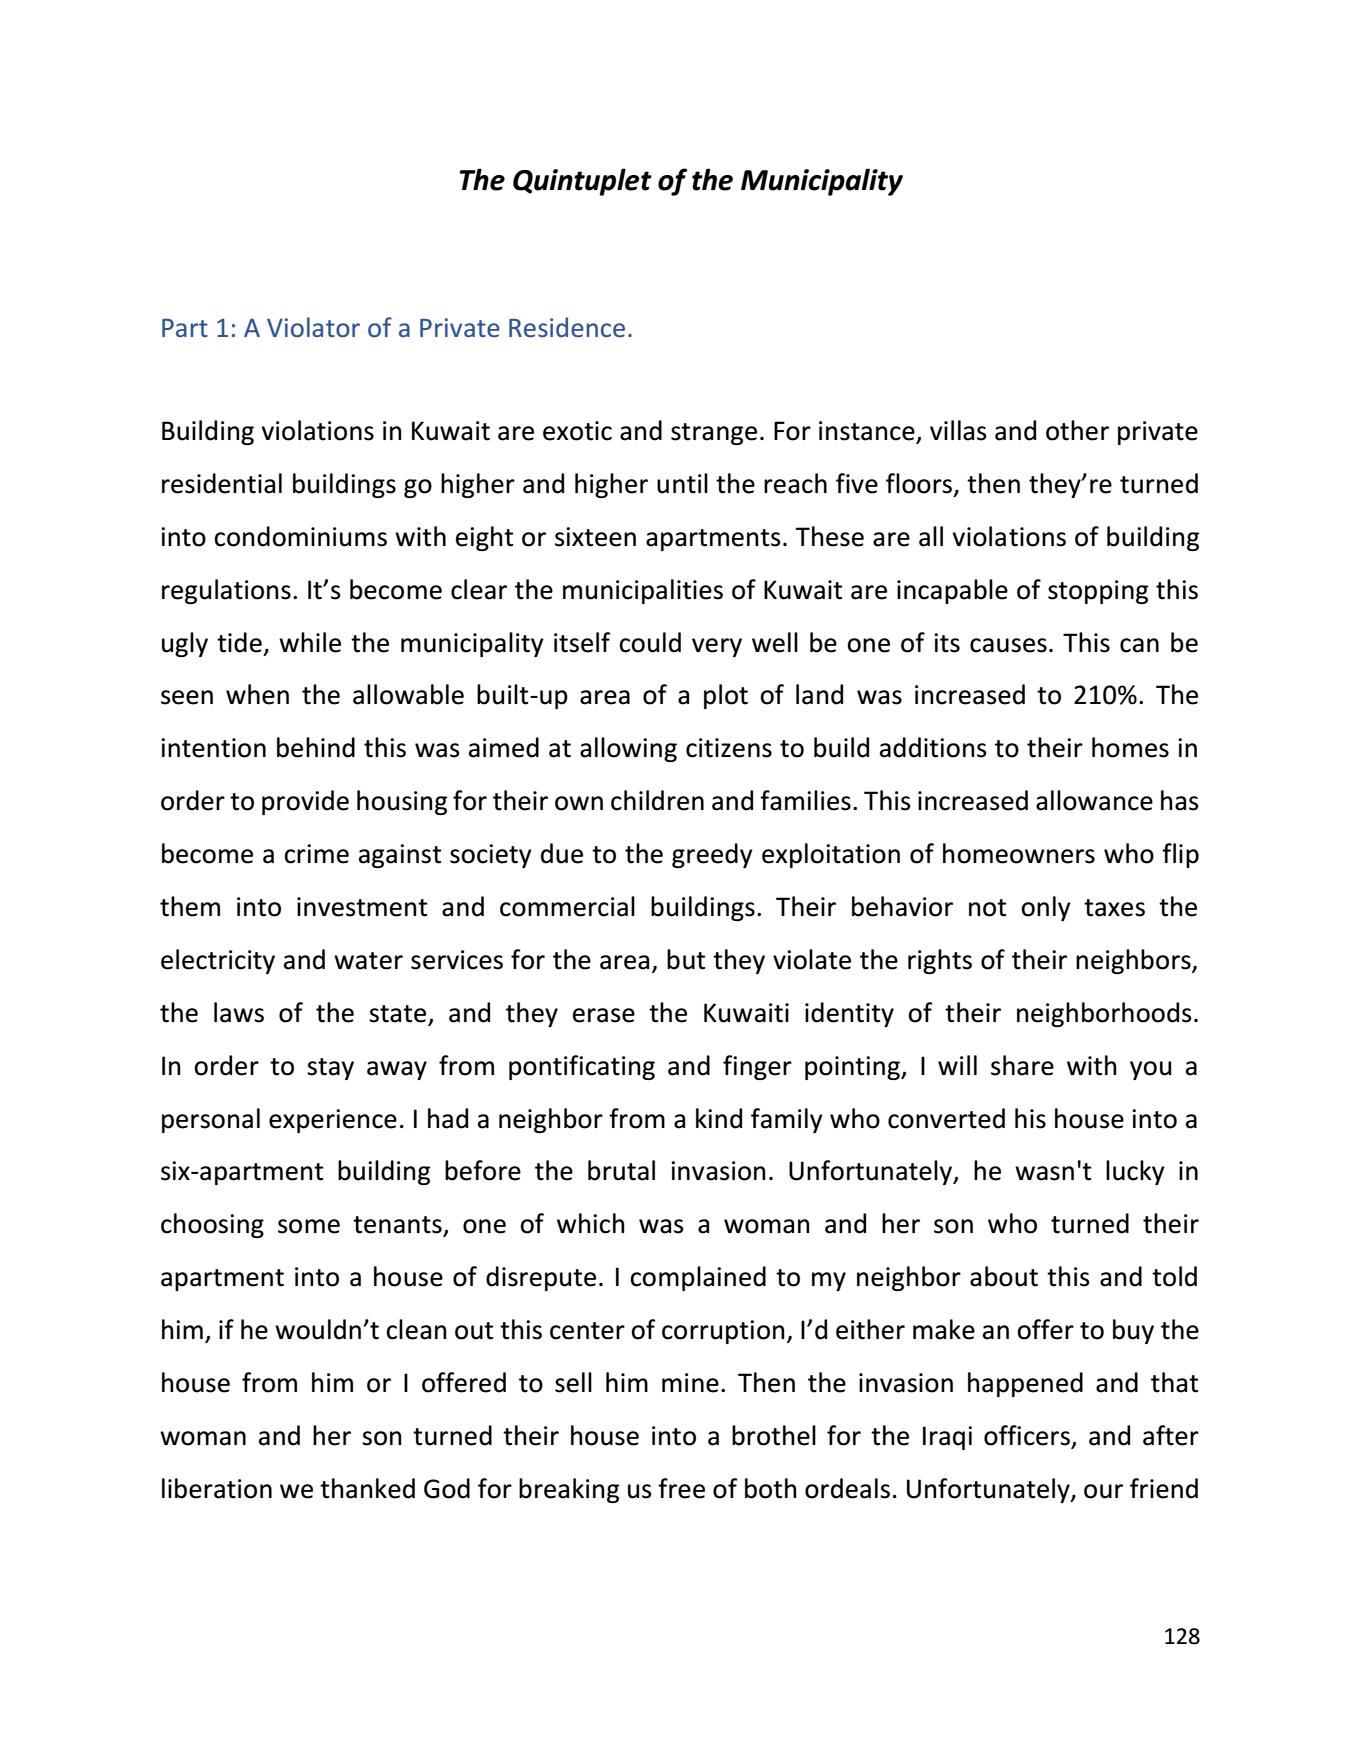 The Quintuplet of the Municipality
Part 1: A Violator of a Private Residence.
Building violations in Kuwait are exotic and strange. For instance, villas and other private
residential buildings go higher and higher until the reach five floors, then they’re turned
into condominiums with eight or sixteen apartments. These are all violations of building
regulations. It’s become clear the municipalities of Kuwait are incapable of stopping this
ugly tide, while the municipality itself could very well be one of its causes. This can be
seen when the allowable built-up area of a plot of land was increased to 210%. The
intention behind this was aimed at allowing citizens to build additions to their homes in
order to provide housing for their own children and families. This increased allowance has
become a crime against society due to the greedy exploitation of homeowners who flip
them into investment and commercial buildings. Their behavior not only taxes the
electricity and water services for the area, but they violate the rights of their neighbors,
the laws of the state, and they erase the Kuwaiti identity of their neighborhoods.
In order to stay away from pontificating and finger pointing, I will share with you a
personal experience. I had a neighbor from a kind family who converted his house into a
six-apartment building before the brutal invasion. Unfortunately, he wasn't lucky in
choosing some tenants, one of which was a woman and her son who turned their
apartment into a house of disrepute. I complained to my neighbor about this and told
him, if he wouldn’t clean out this center of corruption, I’d either make an offer to buy the
house from him or I offered to sell him mine. Then the invasion happened and that
woman and her son turned their house into a brothel for the Iraqi officers, and after
liberation we thanked God for breaking us free of both ordeals. Unfortunately, our friend
128